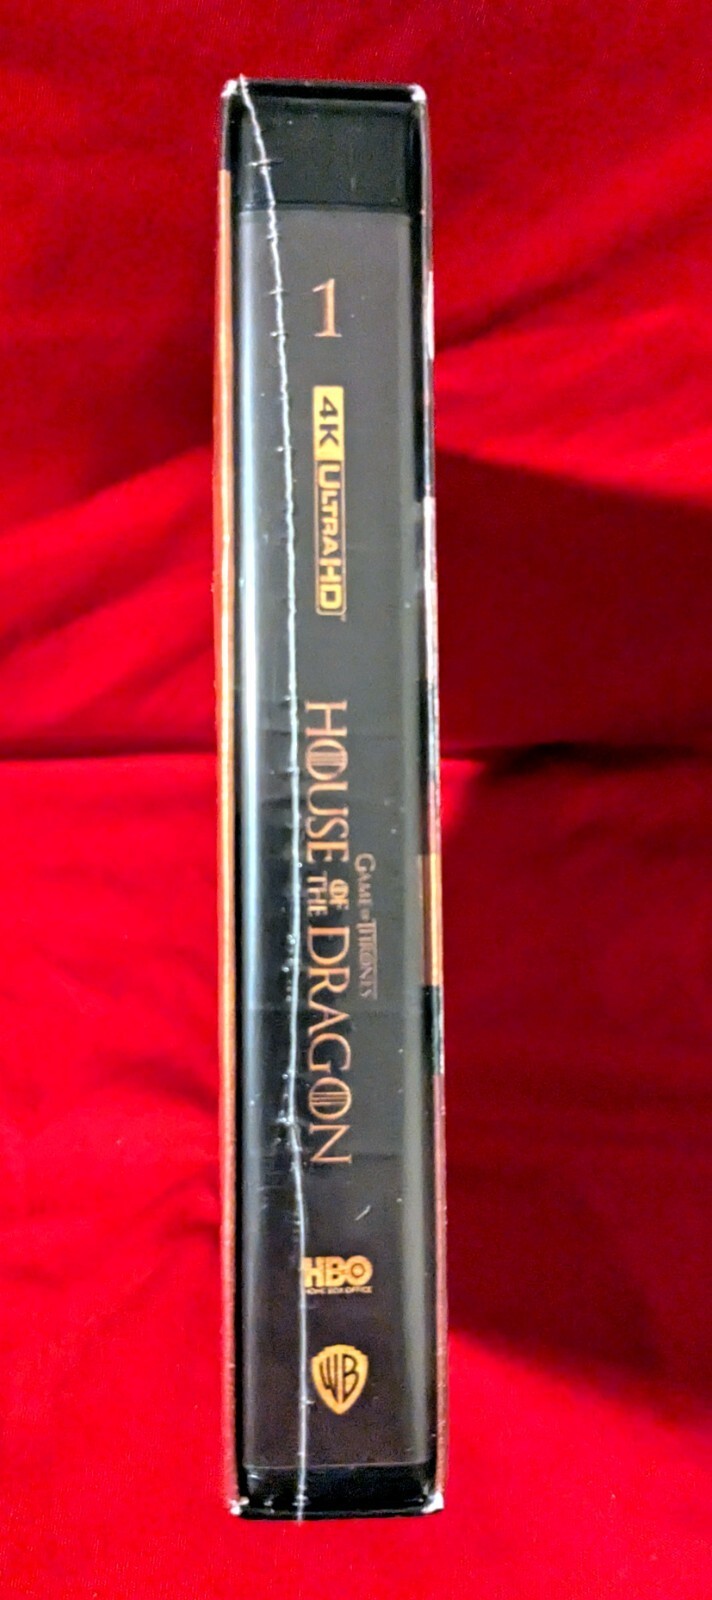 1
4K ULTRA HD
GAME OF THRONES
HOUSE OF THE DRAGON
HBO
HOME BOX OFFICE
WB